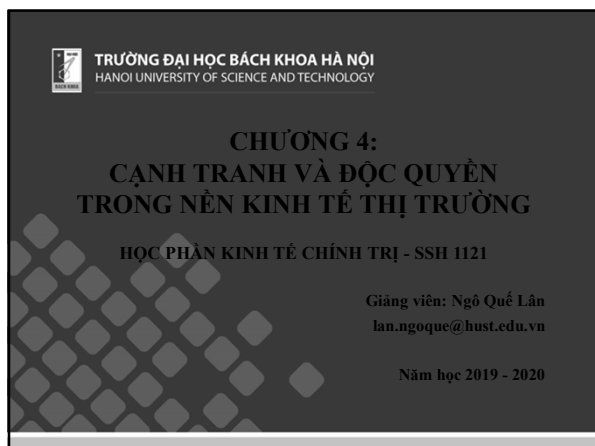 BÁCH KHOA
TRƯỜNG ĐẠI HỌC BÁCH KHOA HÀ NỘI
HANOI UNIVERSITY OF SCIENCE AND TECHNOLOGY
CHƯƠNG 4:
CẠNH TRANH VÀ ĐỘC QUYỀN
TRONG NỀN KINH TẾ THỊ TRƯỜNG
HỌC PHẦN KINH TẾ CHÍNH TRỊ - SSH 1121
Giảng viên: Ngô Quế Lân
lan.ngoque@hust.edu.vn
Năm học 2019 - 2020